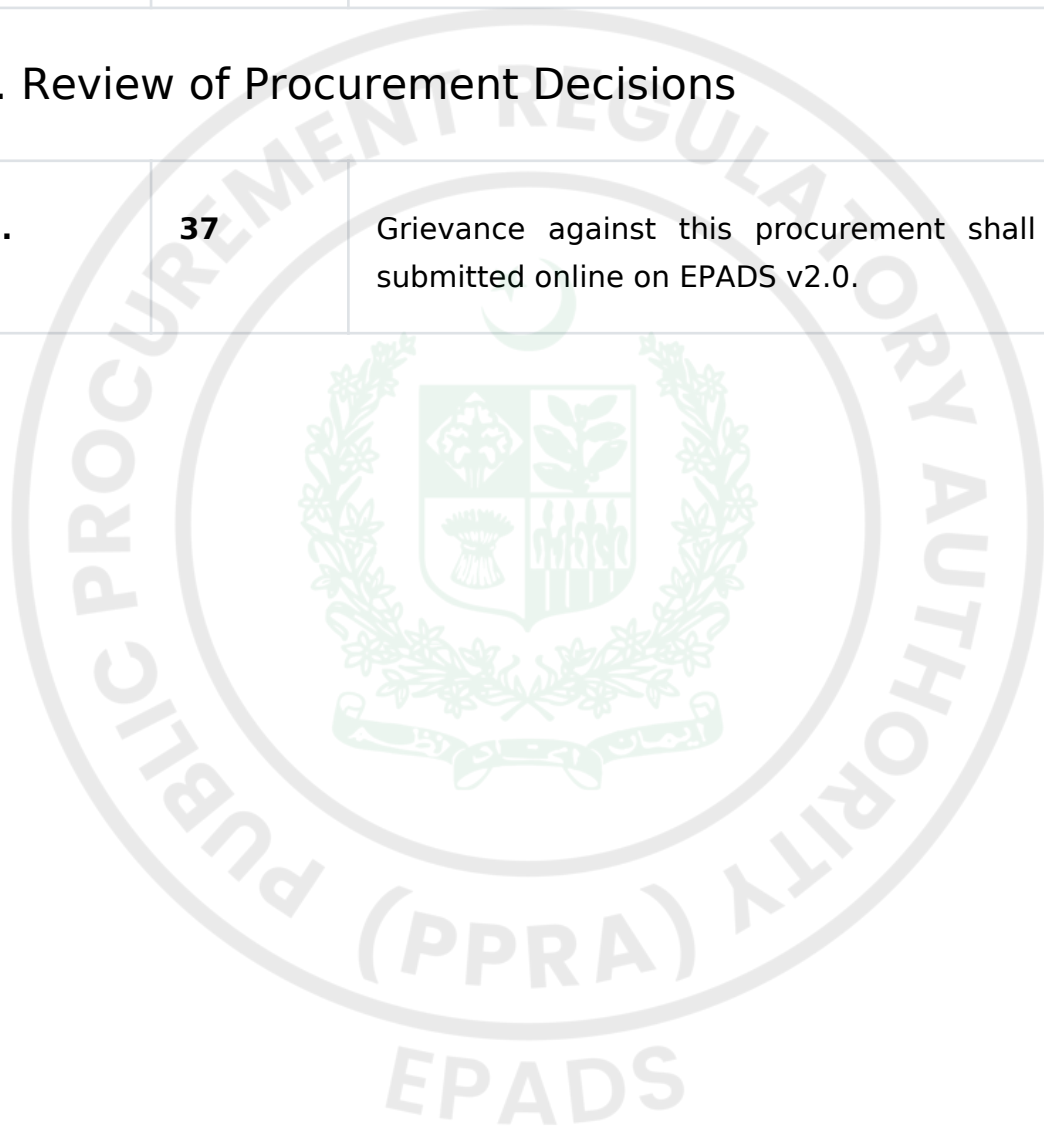 . Review of Procurement Decisions
. 37 Grievance against this procurement shall
submitted online on EPADS v2.0.
PUBLIC PROCUREMENT REGULATORY AUTHORITY
(PPRA)
EPADS